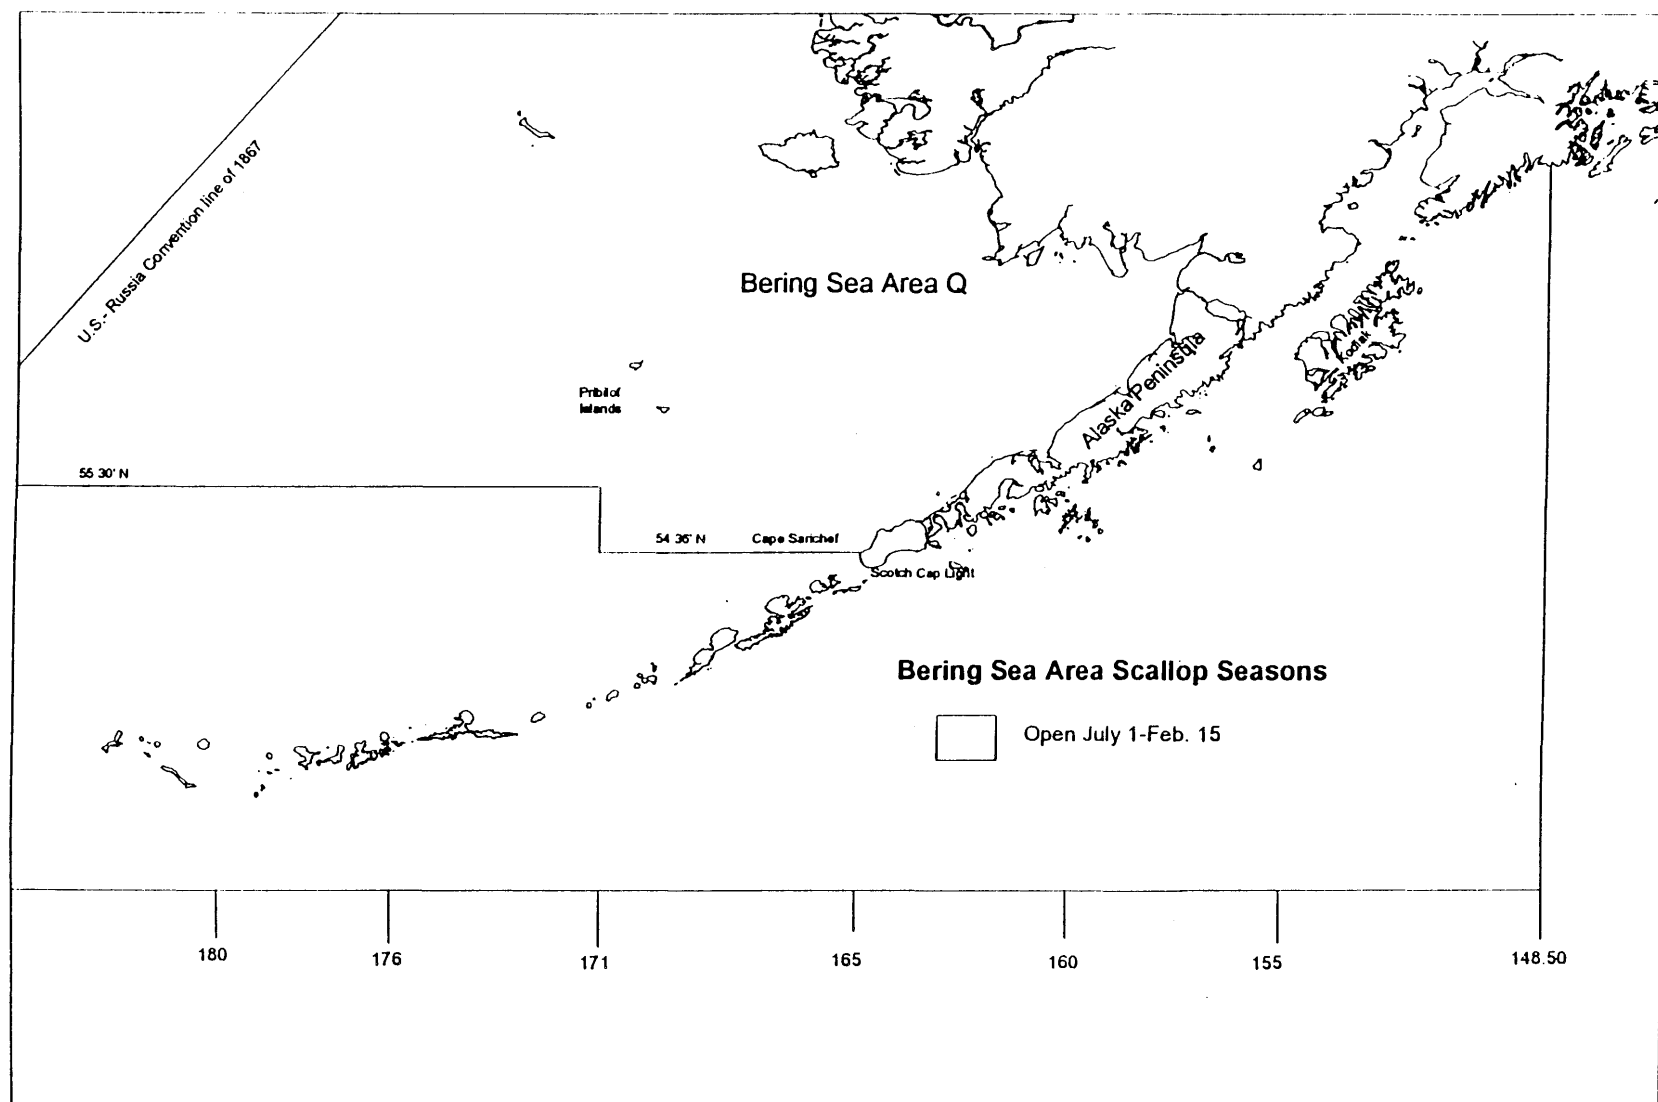 U.S.- Russia Convention line of 1867
Bering Sea Area Q
Kodiak
Alaska Peninsula
Pribilof
Islands
55 30' N
54 36' N
Cape Sarichef
Scotch Cap Light
Bering Sea Area Scallop Seasons
Open July 1-Feb. 15
180
176
171
165
160
155
148.50